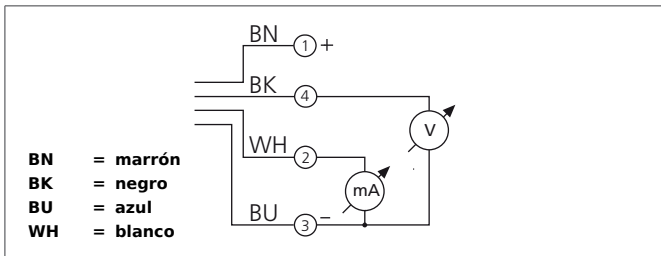 BN 1 +
BK 4
V
WH 2
mA
BU 3 –
BN = marrón
BK = negro
BU = azul
WH = blanco